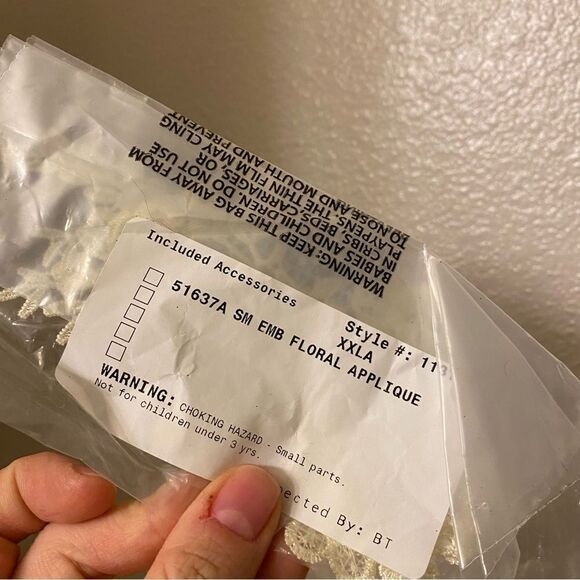 WARNING: KEEP THIS BAG AWAY FROM
BABIES AND CHILDREN. DO NOT USE
IN CRIBS, BEDS, CARRIAGES, OR
PLAYPENS. THE THIN FILM MAY CLING
TO NOSE AND MOUTH AND PREVENT
Included Accessories
Style #: 113
XXLA
51637A SM EMB FLORAL APPLIQUE
WARNING: CHOKING HAZARD - Small parts.
Not for children under 3 yrs.
pected By: BT